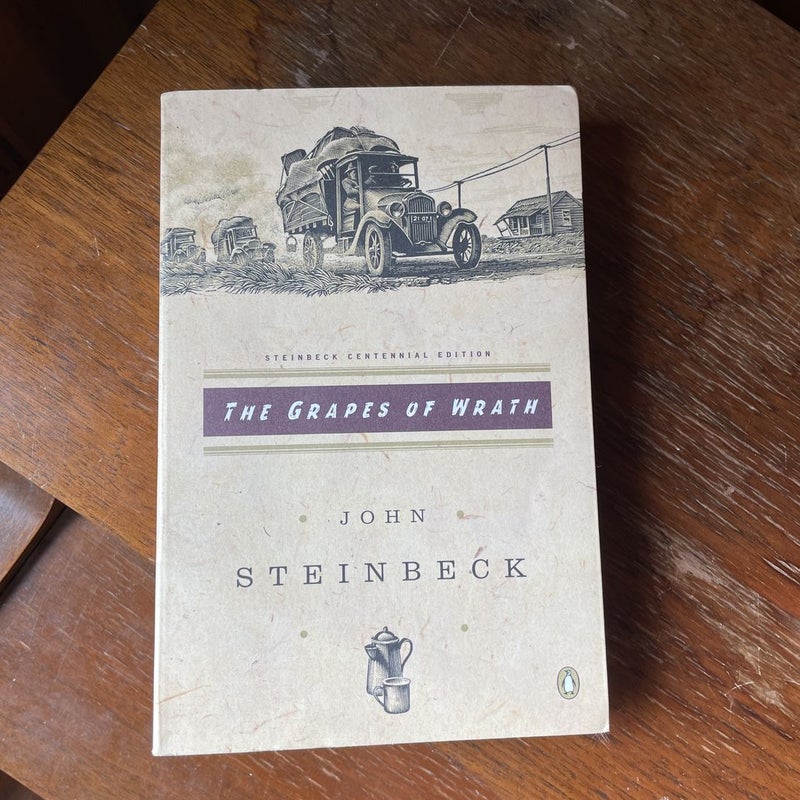 STEINBECK CENTENNIAL EDITION
THE GRAPES OF WRATH
JOHN
STEINBECK